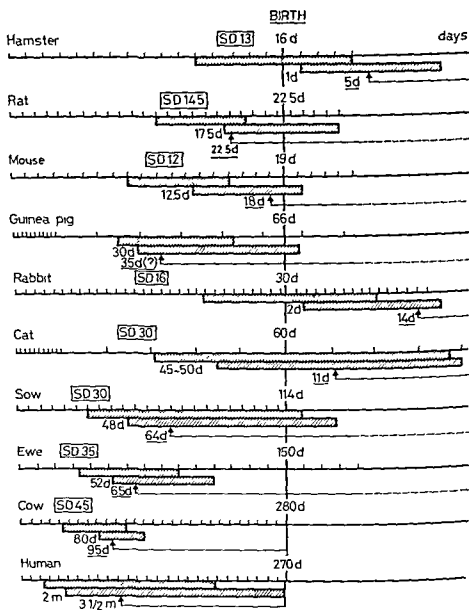 BIRTH
Hamster SD 13 16 d days
1d 5d
Rat SD 14.5 22.5d
17.5d
22.5d
Mouse SD 12 19d
12.5d 18d
Guinea pig 66d
30d
35d(?)
Rabbit SD 16 30d
2d 14d
Cat SD 30 60d
45-50d 11d
Sow SD 30 114d
48d 64d
Ewe SD 35 150d
52d 65d
Cow SD 45 280d
80d
95d
Human 270d
2 m 3 1/2 m